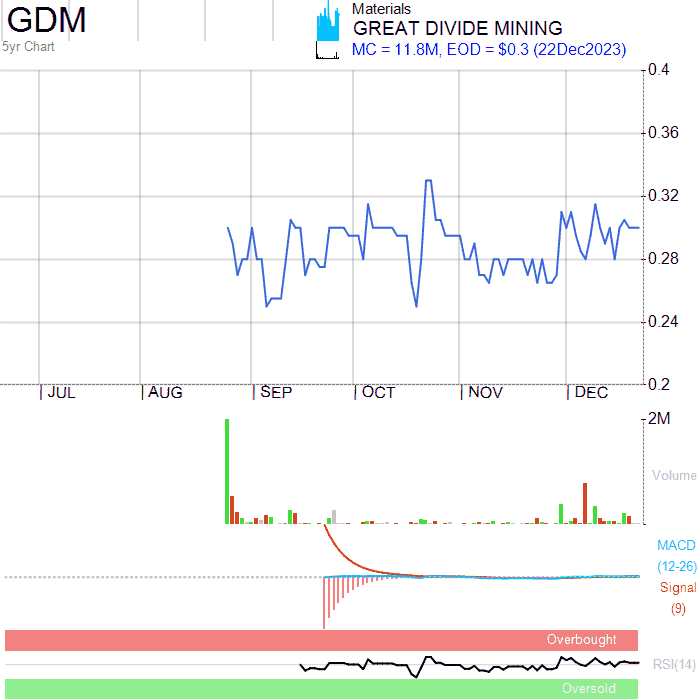 GDM
5yr Chart
Materials
GREAT DIVIDE MINING
MC = 11.8M, EOD = $0.3 (22Dec2023)
0.4
0.36
0.32
0.28
0.24
0.2
JUL AUG SEP OCT NOV DEC
2M
Volume
MACD
(12-26)
Signal
(9)
Overbought
RSI(14)
Oversold